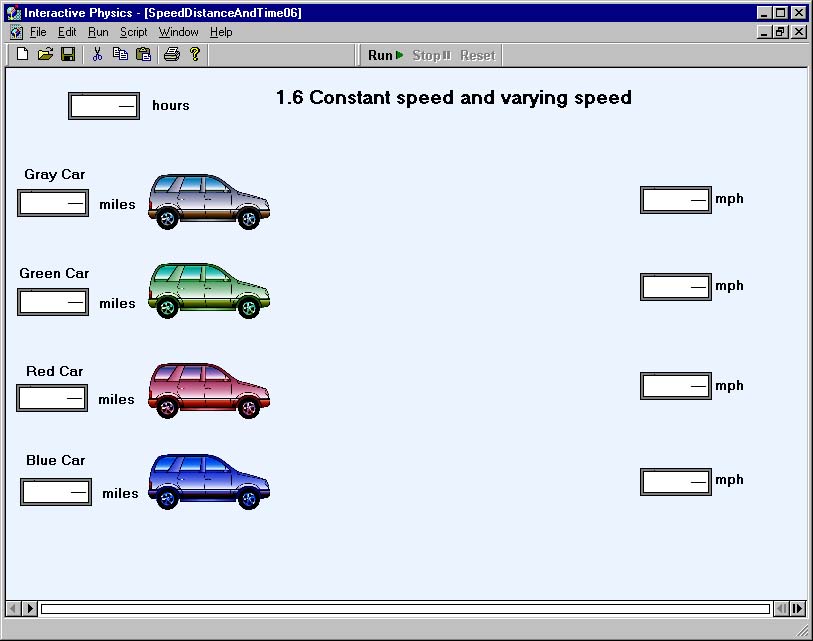 Interactive Physics - [SpeedDistanceAndTime06]
File Edit Run Script Window Help
Run Stop Reset
1.6 Constant speed and varying speed
— hours
Gray Car
— miles
— mph
Green Car
— miles
— mph
Red Car
— miles
— mph
Blue Car
— miles
— mph